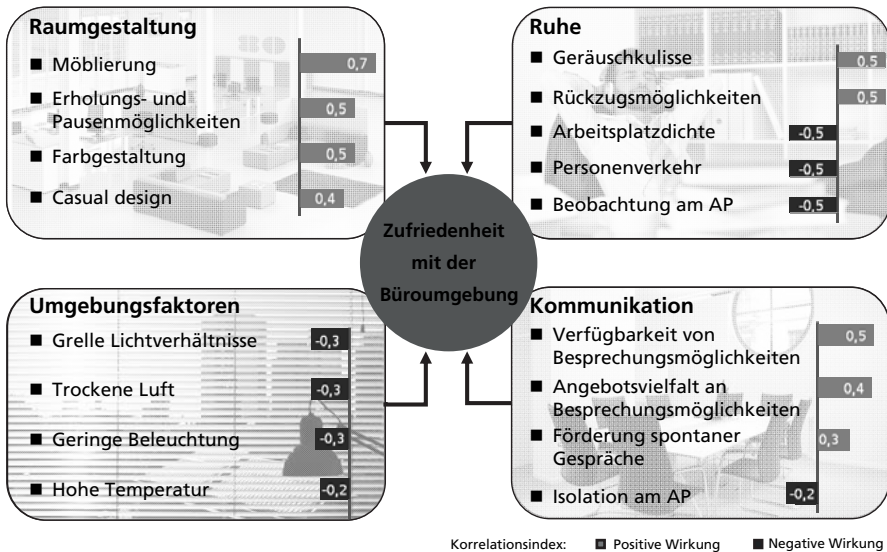 Raumgestaltung
Möblierung
0,7
Erholungs- und
Pausenmöglichkeiten
0,5
Farbgestaltung
0,5
Casual design
0,4
Ruhe
Geräuschkulisse
0.5
Rückzugsmöglichkeiten
0.5
Arbeitsplatzdichte
-0,5
Personenverkehr
-0,5
Beobachtung am AP
-0,5
Zufriedenheit
mit der
Büroumgebung
Umgebungsfaktoren
Grelle Lichtverhältnisse
-0,3
Trockene Luft
-0,3
Geringe Beleuchtung
-0,3
Hohe Temperatur
-0,2
Kommunikation
Verfügbarkeit von
Besprechungsmöglichkeiten
0,5
Angebotsvielfalt an
Besprechungsmöglichkeiten
0,4
Förderung spontaner
Gespräche
0,3
Isolation am AP
-0,2
Korrelationsindex: Positive Wirkung Negative Wirkung